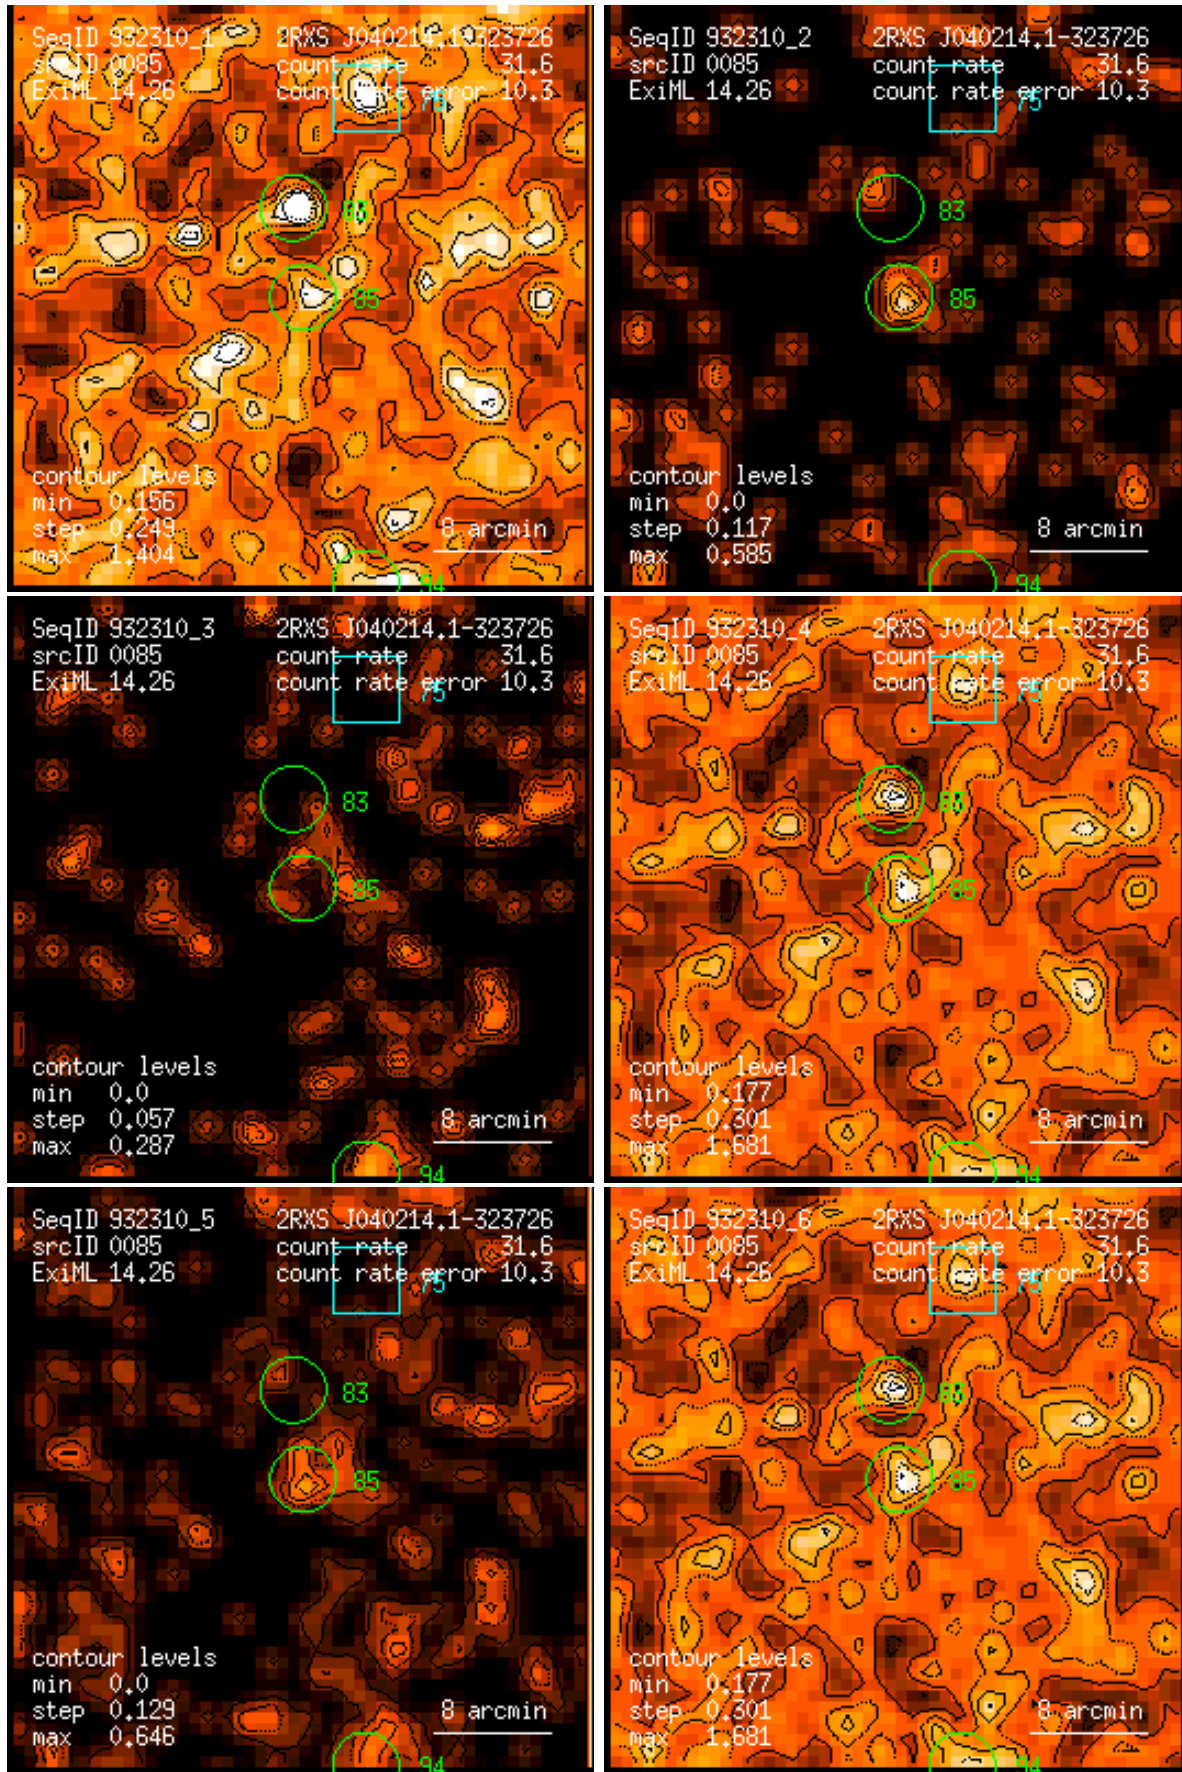 SeqID 932310_1 2RXS J040214.1-323726
srcID 0085 count rate 31.6
ExiML 14.26 count rate error 10.3
75
83
85
contour levels
min 0.156
step 0.249 8 arcmin
max 1.404
94
SeqID 932310_2 2RXS J040214.1-323726
srcID 0085 count rate 31.6
ExiML 14.26 count rate error 10.3
75
83
85
contour levels
min 0.0
step 0.117 8 arcmin
max 0.585
94
SeqID 932310_3 2RXS J040214.1-323726
srcID 0085 count rate 31.6
ExiML 14.26 count rate error 10.3
75
83
85
contour levels
min 0.0
step 0.057 8 arcmin
max 0.287
94
SeqID 932310_4 2RXS J040214.1-323726
srcID 0085 count rate 31.6
ExiML 14.26 count rate error 10.3
75
83
85
contour levels
min 0.177
step 0.301 8 arcmin
max 1.681
94
SeqID 932310_5 2RXS J040214.1-323726
srcID 0085 count rate 31.6
ExiML 14.26 count rate error 10.3
75
83
85
contour levels
min 0.0
step 0.129 8 arcmin
max 0.646
94
SeqID 932310_6 2RXS J040214.1-323726
srcID 0085 count rate 31.6
ExiML 14.26 count rate error 10.3
75
83
85
contour levels
min 0.177
step 0.301 8 arcmin
max 1.681
94